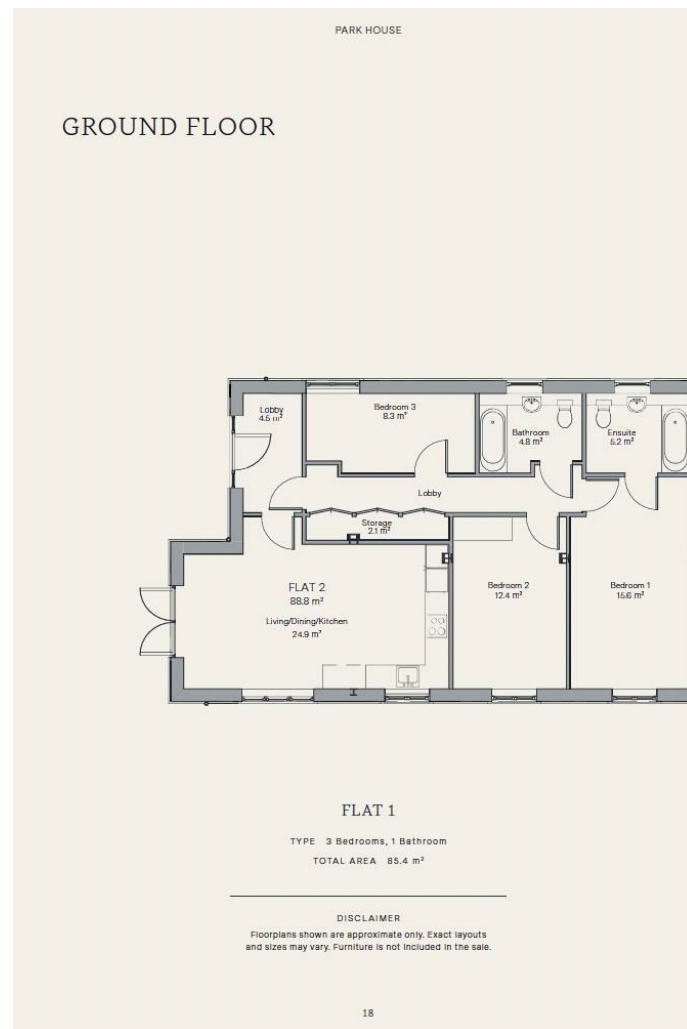 PARK HOUSE
GROUND FLOOR
Lobby
4.5 m²
Bedroom 3
8.3 m²
Bathroom
4.8 m²
Ensuite
5.2 m²
Lobby
Storage
2.1 m²
FLAT 2
88.8 m²
Living/Dining/Kitchen
24.9 m²
Bedroom 2
12.4 m²
Bedroom 1
15.6 m²
FLAT 1
TYPE 3 Bedrooms, 1 Bathroom
TOTAL AREA 85.4 m²
DISCLAIMER
Floorplans shown are approximate only. Exact layouts
and sizes may vary. Furniture is not included in the sale.
18